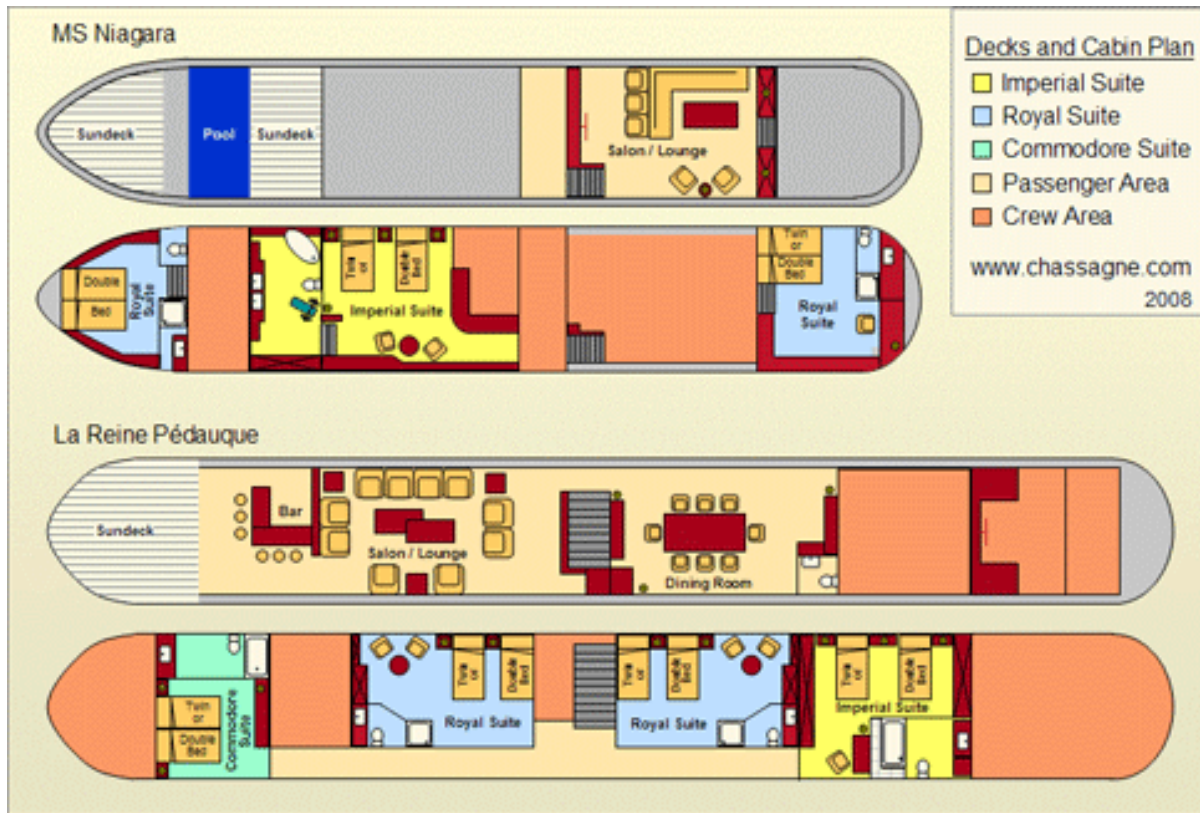 MS Niagara
Decks and Cabin Plan
Imperial Suite
Royal Suite
Commodore Suite
Passenger Area
Crew Area
www.chassagne.com
2008
Sundeck
Pool
Sundeck
Salon / Lounge
Double
Bed
Royal
Suite
Twin
or
Double
Bed
Imperial Suite
Twin
or
Double
Bed
Royal
Suite
La Reine Pédauque
Sundeck
Bar
Salon / Lounge
Dining Room
Twin
or
Double
Bed
Commodore
Suite
Twin
or
Double
Bed
Royal Suite
Twin
or
Double
Bed
Royal Suite
Twin
or
Double
Bed
Imperial Suite